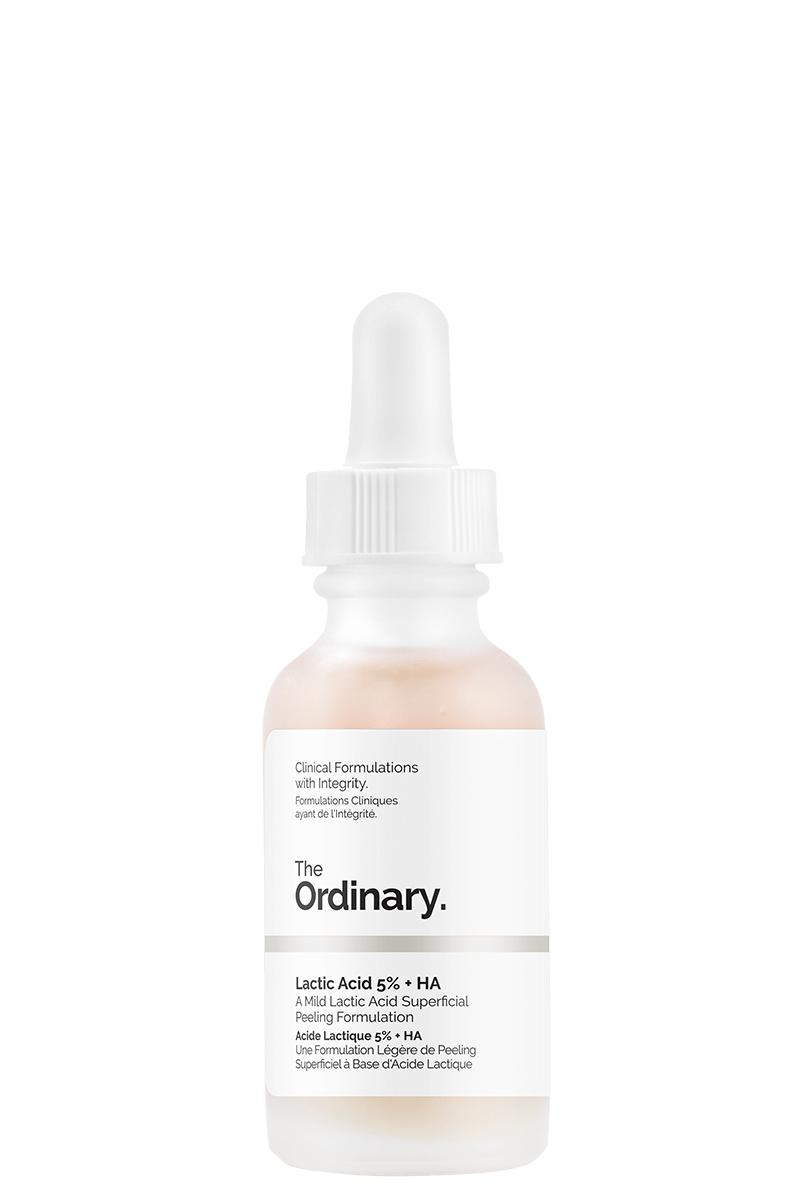 Clinical Formulations
with Integrity.
Formulations Cliniques
ayant de l'Intégrité.
The
Ordinary.
Lactic Acid 5% + HA
A Mild Lactic Acid Superficial
Peeling Formulation
Acide Lactique 5% + HA
Une Formulation Légère de Peeling
Superficiel à Base d'Acide Lactique